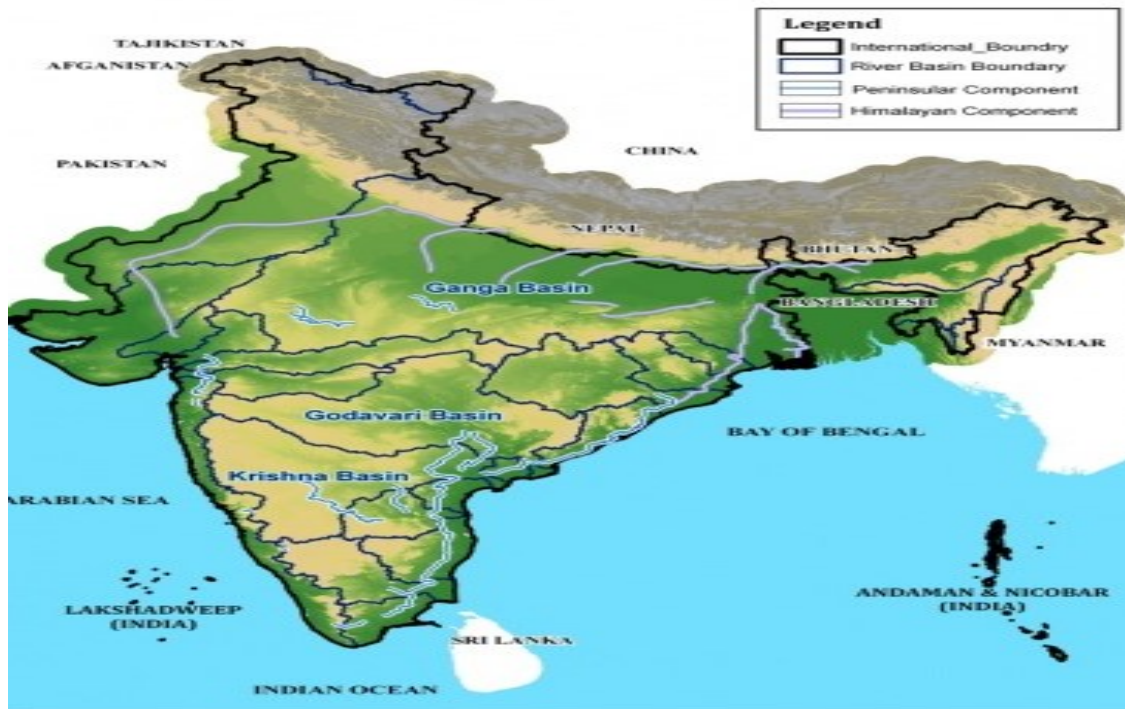 Legend
International_Boundry
River Basin Boundary
Peninsular Component
Himalayan Component
TAJIKISTAN
AFGANISTAN
PAKISTAN
CHINA
NEPAL
BHUTAN
Ganga Basin
BANGLADESH
MYANMAR
Godavari Basin
BAY OF BENGAL
Krishna Basin
ARABIAN SEA
LAKSHADWEEP
(INDIA)
ANDAMAN & NICOBAR
(INDIA)
SRI LANKA
INDIAN OCEAN